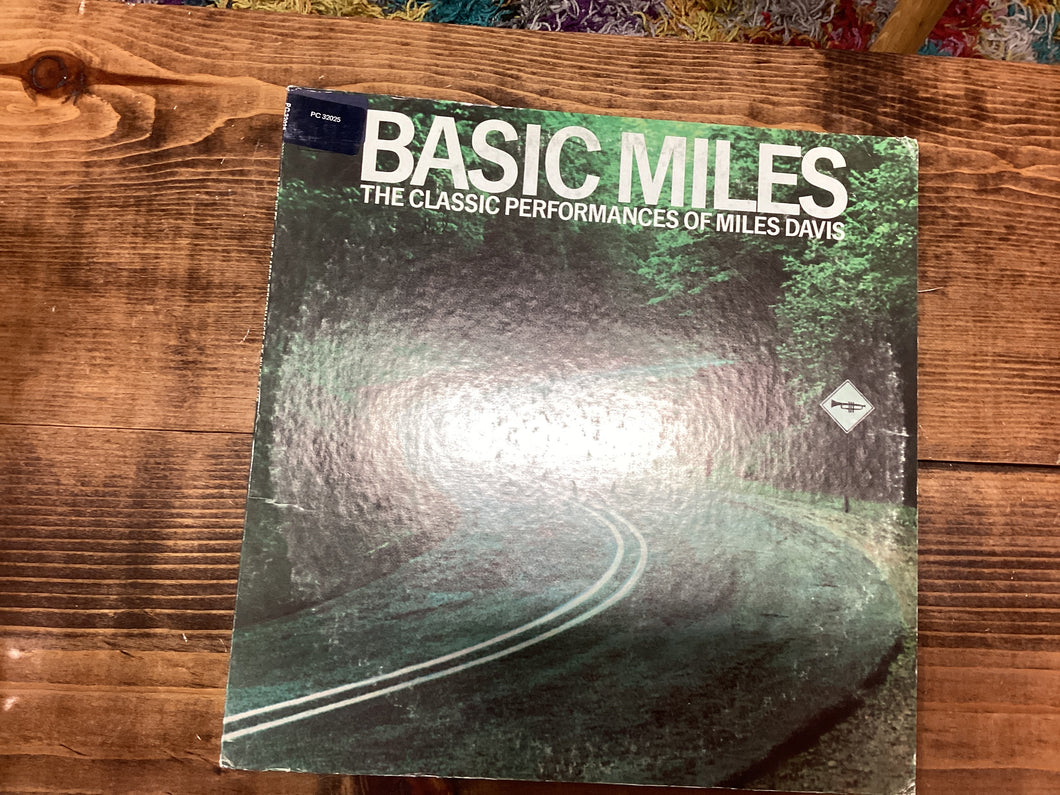 PC 32025
BASIC MILES
THE CLASSIC PERFORMANCES OF MILES DAVIS